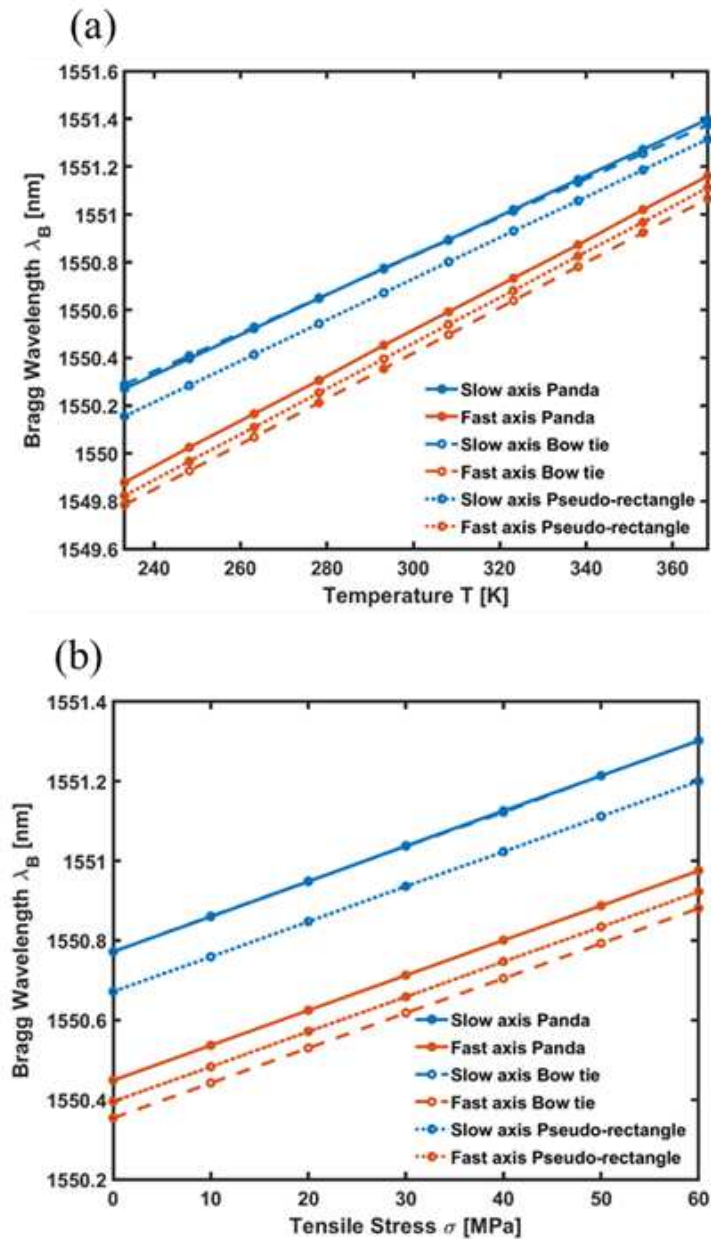 (a)
1551.6
1551.4
1551.2
1551
1550.8
1550.6
1550.4
1550.2
1550
1549.8
1549.6
Bragg Wavelength λB [nm]
Slow axis Panda
Fast axis Panda
Slow axis Bow tie
Fast axis Bow tie
Slow axis Pseudo-rectangle
Fast axis Pseudo-rectangle
240 260 280 300 320 340 360
Temperature T [K]
(b)
1551.4
1551.2
1551
1550.8
1550.6
1550.4
1550.2
Bragg Wavelength λB [nm]
Slow axis Panda
Fast axis Panda
Slow axis Bow tie
Fast axis Bow tie
Slow axis Pseudo-rectangle
Fast axis Pseudo-rectangle
0 10 20 30 40 50 60
Tensile Stress σ [MPa]